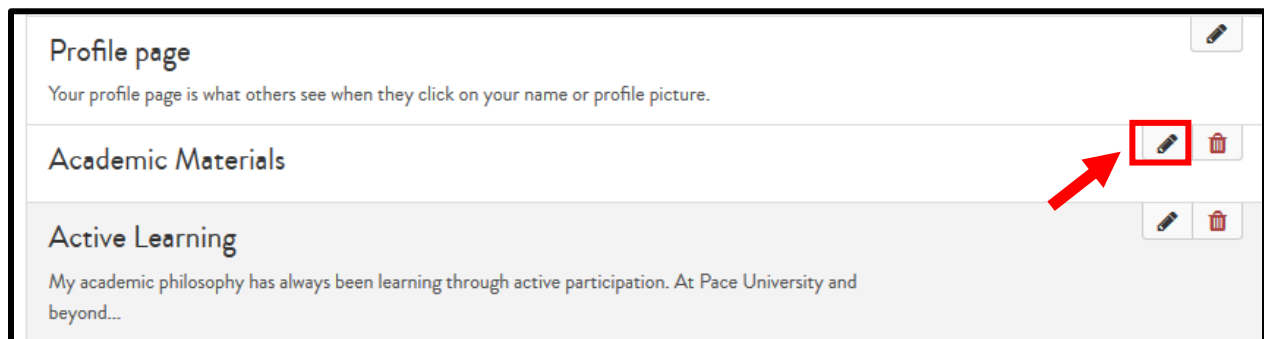 Profile page
Your profile page is what others see when they click on your name or profile picture.
Academic Materials
Active Learning
My academic philosophy has always been learning through active participation. At Pace University and
beyond...